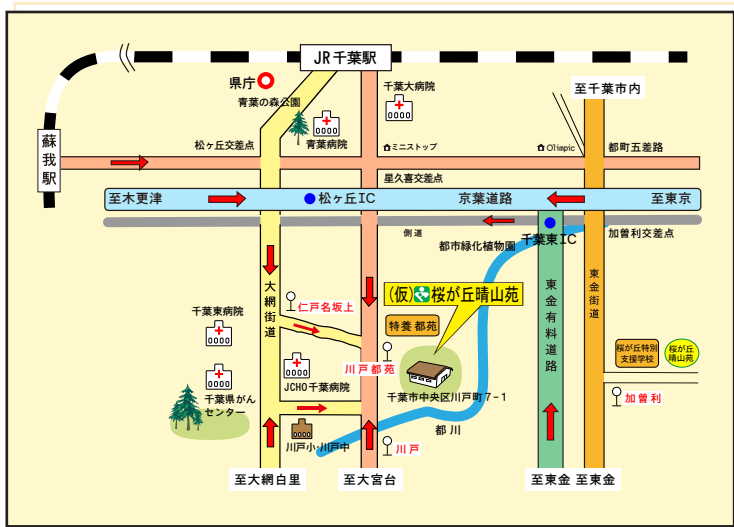 JR千葉駅
県庁
千葉大病院
至千葉市内
青葉の森公園
蘇我駅
松ヶ丘交差点
青葉病院
ミニストップ
Olimpic
都町五差路
星久喜交差点
至木更津
松ヶ丘IC
京葉道路
至東京
側道
都市緑化植物園
千葉東IC
加曽利交差点
大網街道
仁戸名坂上
(仮)桜が丘晴山苑
東金有料道路
東金街道
千葉東病院
特養 都苑
桜が丘特別
支援学校
桜が丘
晴山苑
川戸都苑
JCHO千葉病院
千葉県がん
センター
千葉市中央区川戸町7-1
加曽利
川戸小・川戸中
川戸
都川
至大網白里
至大宮台
至東金
至東金